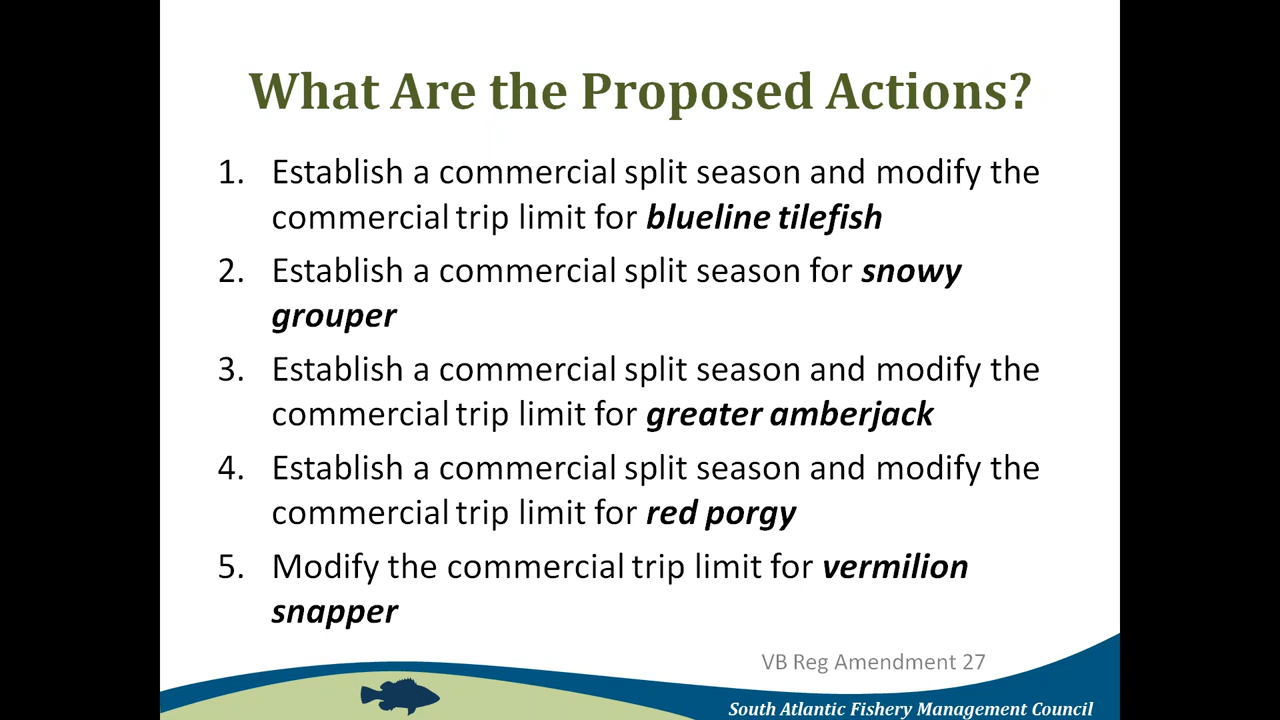 What Are the Proposed Actions?
1. Establish a commercial split season and modify the
commercial trip limit for blueline tilefish
2. Establish a commercial split season for snowy
grouper
3. Establish a commercial split season and modify the
commercial trip limit for greater amberjack
4. Establish a commercial split season and modify the
commercial trip limit for red porgy
5. Modify the commercial trip limit for vermilion
snapper
VB Reg Amendment 27
South Atlantic Fishery Management Council